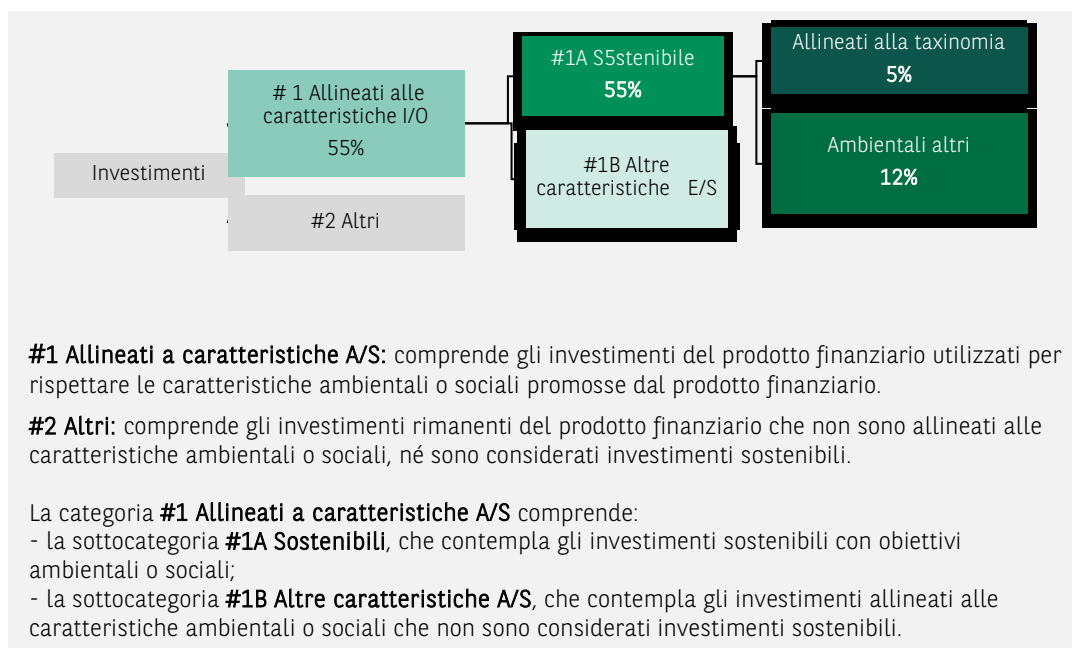 Investimenti
# 1 Allineati alle
caratteristiche I/O
55%
#2 Altri
#1A S5stenibile
55%
#1B Altre
caratteristiche E/S
Allineati alla taxinomia
5%
Ambientali altri
12%
#1 Allineati a caratteristiche A/S: comprende gli investimenti del prodotto finanziario utilizzati per
rispettare le caratteristiche ambientali o sociali promosse dal prodotto finanziario.
#2 Altri: comprende gli investimenti rimanenti del prodotto finanziario che non sono allineati alle
caratteristiche ambientali o sociali, né sono considerati investimenti sostenibili.
La categoria #1 Allineati a caratteristiche A/S comprende:
- la sottocategoria #1A Sostenibili, che contempla gli investimenti sostenibili con obiettivi
ambientali o sociali;
- la sottocategoria #1B Altre caratteristiche A/S, che contempla gli investimenti allineati alle
caratteristiche ambientali o sociali che non sono considerati investimenti sostenibili.